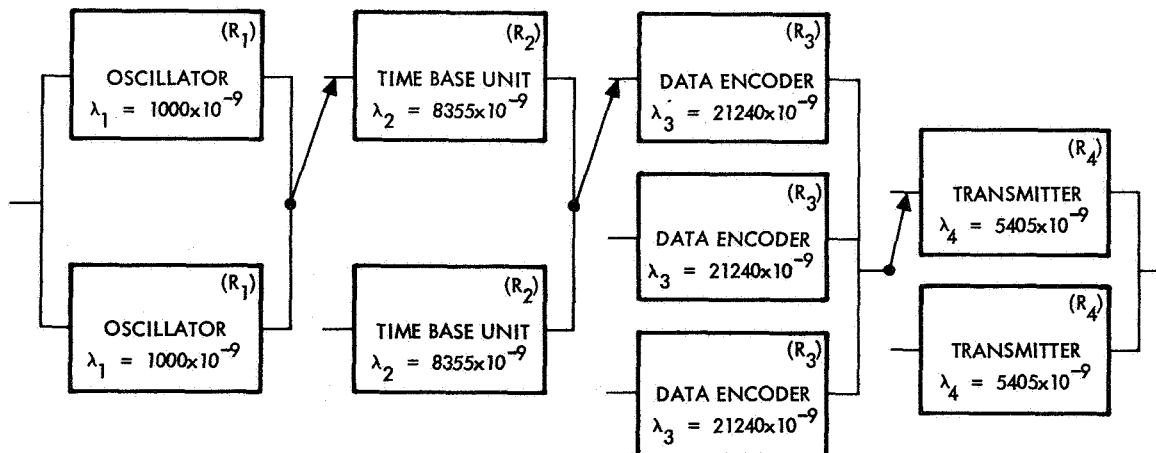 (R₁)
OSCILLATOR
λ₁ = 1000x10⁻⁹
(R₁)
OSCILLATOR
λ₁ = 1000x10⁻⁹
(R₂)
TIME BASE UNIT
λ₂ = 8355x10⁻⁹
(R₂)
TIME BASE UNIT
λ₂ = 8355x10⁻⁹
(R₃)
DATA ENCODER
λ₃ = 21240x10⁻⁹
(R₃)
DATA ENCODER
λ₃ = 21240x10⁻⁹
(R₃)
DATA ENCODER
λ₃ = 21240x10⁻⁹
(R₄)
TRANSMITTER
λ₄ = 5405x10⁻⁹
(R₄)
TRANSMITTER
λ₄ = 5405x10⁻⁹